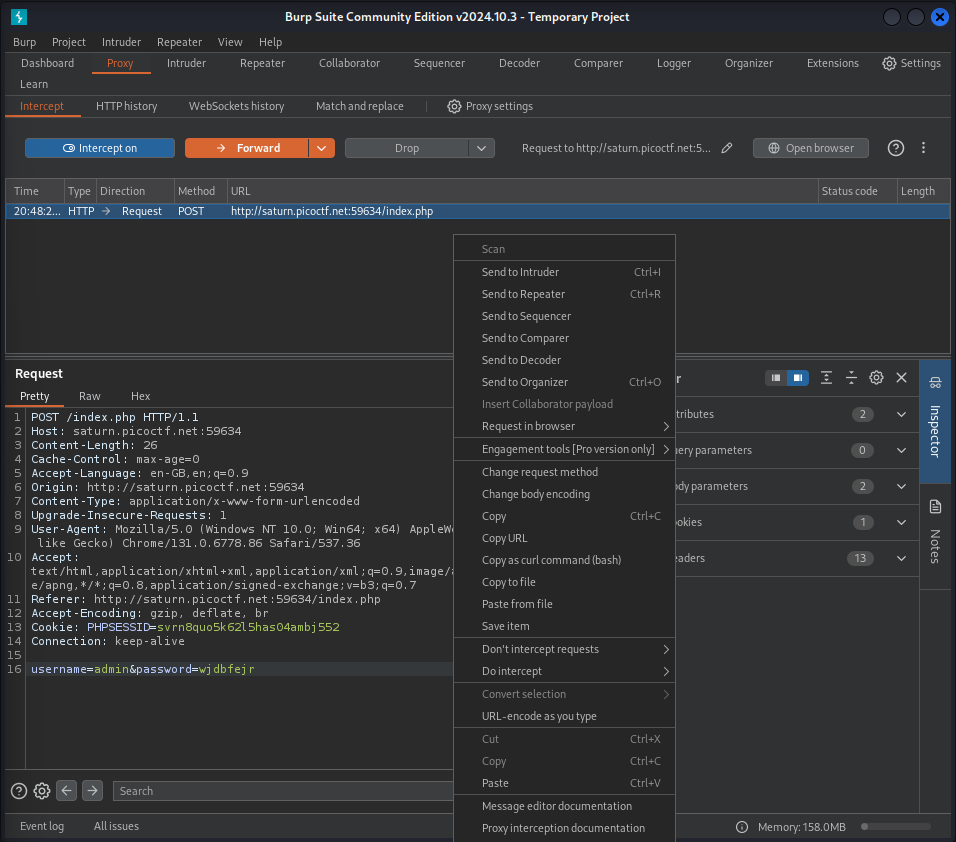 Burp Suite Community Edition v2024.10.3 - Temporary Project
Burp Project Intruder Repeater View Help
Dashboard Proxy Intruder Repeater Collaborator Sequencer Decoder Comparer Logger Organizer Extensions Settings
Learn
Intercept HTTP history WebSockets history Match and replace Proxy settings
Intercept on Forward Drop Request to http://saturn.picoctf.net:5... Open browser
Time Type Direction Method URL Status code Length
20:48:2... HTTP → Request POST http://saturn.picoctf.net:59634/index.php
Scan
Send to Intruder Ctrl+I
Send to Repeater Ctrl+R
Send to Sequencer
Send to Comparer
Send to Decoder
Send to Organizer Ctrl+O
Insert Collaborator payload
Request in browser
Engagement tools [Pro version only]
Change request method
Change body encoding
Copy Ctrl+C
Copy URL
Copy as curl command (bash)
Copy to file
Paste from file
Save item
Don't intercept requests
Do intercept
Convert selection
URL-encode as you type
Cut Ctrl+X
Copy Ctrl+C
Paste Ctrl+V
Message editor documentation
Proxy interception documentation
Request
Pretty Raw Hex
1 POST /index.php HTTP/1.1
2 Host: saturn.picoctf.net:59634
3 Content-Length: 26
4 Cache-Control: max-age=0
5 Accept-Language: en-GB,en;q=0.9
6 Origin: http://saturn.picoctf.net:59634
7 Content-Type: application/x-www-form-urlencoded
8 Upgrade-Insecure-Requests: 1
9 User-Agent: Mozilla/5.0 (Windows NT 10.0; Win64; x64) AppleWe
like Gecko) Chrome/131.0.6778.86 Safari/537.36
10 Accept:
text/html,application/xhtml+xml,application/xml;q=0.9,image/a
e/apng,*/*;q=0.8,application/signed-exchange;v=b3;q=0.7
11 Referer: http://saturn.picoctf.net:59634/index.php
12 Accept-Encoding: gzip, deflate, br
13 Cookie: PHPSESSID=svrn8quo5k62l5has04ambj552
14 Connection: keep-alive
15
16 username=admin&password=wjdbfejr
r
tributes 2
uery parameters 0
ody parameters 2
okies 1
eaders 13
Inspector
Notes
Search
Event log All issues Memory: 158.0MB